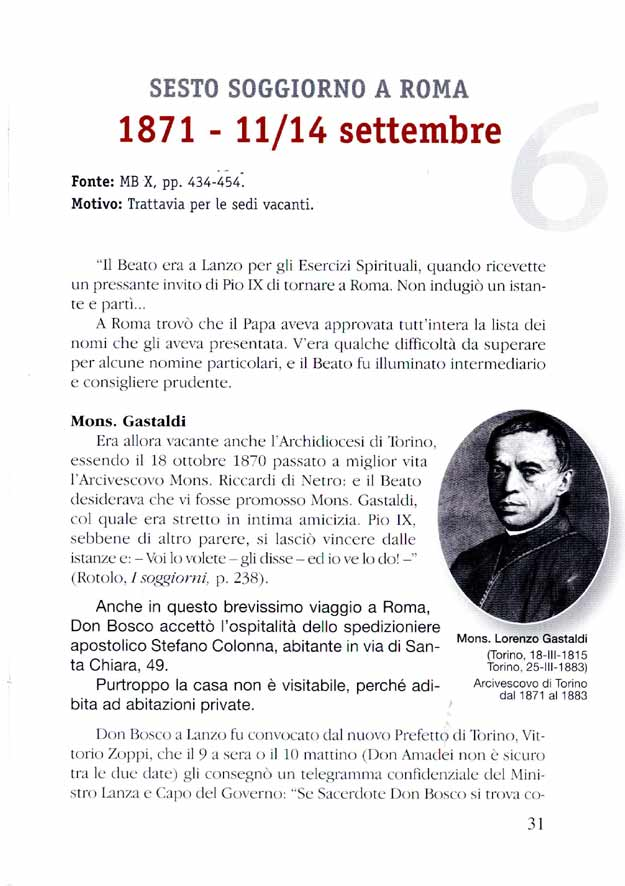 SESTO SOGGIORNO A ROMA
1871 - 11/14 settembre
6
Fonte: MB X, pp. 434-454.
Motivo: Trattavia per le sedi vacanti.
“Il Beato era a Lanzo per gli Esercizi Spirituali, quando ricevette
un pressante invito di Pio IX di tornare a Roma. Non indugiò un istan-
te e partì...
A Roma trovò che il Papa aveva approvata tutt'intera la lista dei
nomi che gli aveva presentata. V'era qualche difficoltà da superare
per alcune nomine particolari, e il Beato fu illuminato intermediario
e consigliere prudente.
Mons. Gastaldi
Era allora vacante anche l'Archidiocesi di Torino,
essendo il 18 ottobre 1870 passato a miglior vita
l'Arcivescovo Mons. Riccardi di Netro: e il Beato
desiderava che vi fosse promosso Mons. Gastaldi,
col quale era stretto in intima amicizia. Pio IX,
sebbene di altro parere, si lasciò vincere dalle
istanze e: – Voi lo volete – gli disse – ed io ve lo do! –”
(Rotolo, I soggiorni, p. 238).
Anche in questo brevissimo viaggio a Roma,
Don Bosco accettò l'ospitalità dello spedizioniere
apostolico Stefano Colonna, abitante in via di San-
ta Chiara, 49.
Purtroppo la casa non è visitabile, perché adi-
bita ad abitazioni private.
Mons. Lorenzo Gastaldi
(Torino, 18-III-1815
Torino, 25-III-1883)
Arcivescovo di Torino
dal 1871 al 1883
Don Bosco a Lanzo fu convocato dal nuovo Prefetto di Torino, Vit-
torio Zoppi, che il 9 a sera o il 10 mattino (Don Amadei non è sicuro
tra le due date) gli consegnò un telegramma confidenziale del Mini-
stro Lanza e Capo del Governo: “Se Sacerdote Don Bosco si trova co-
31